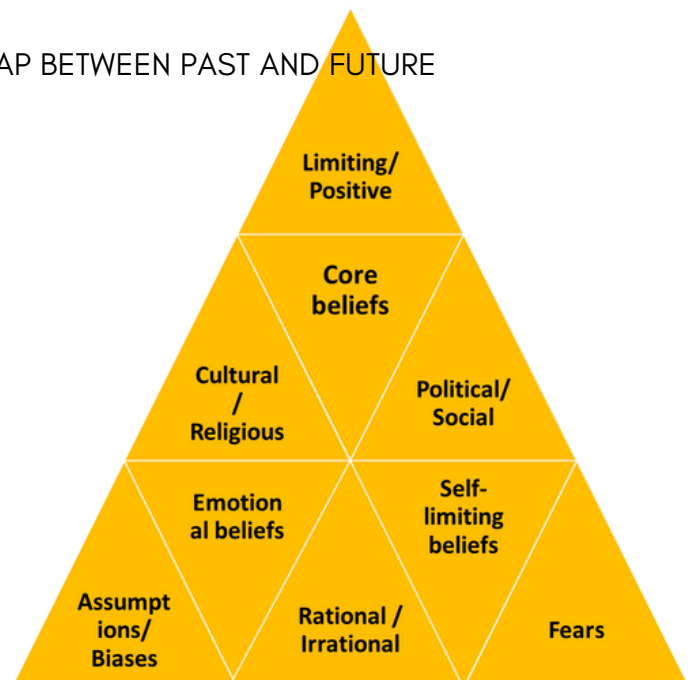 AP BETWEEN PAST AND FUTURE
Limiting/
Positive
Core
beliefs
Cultural
/
Religious
Political/
Social
Emotion
al beliefs
Self-
limiting
beliefs
Assumpt
ions/
Biases
Rational /
Irrational
Fears